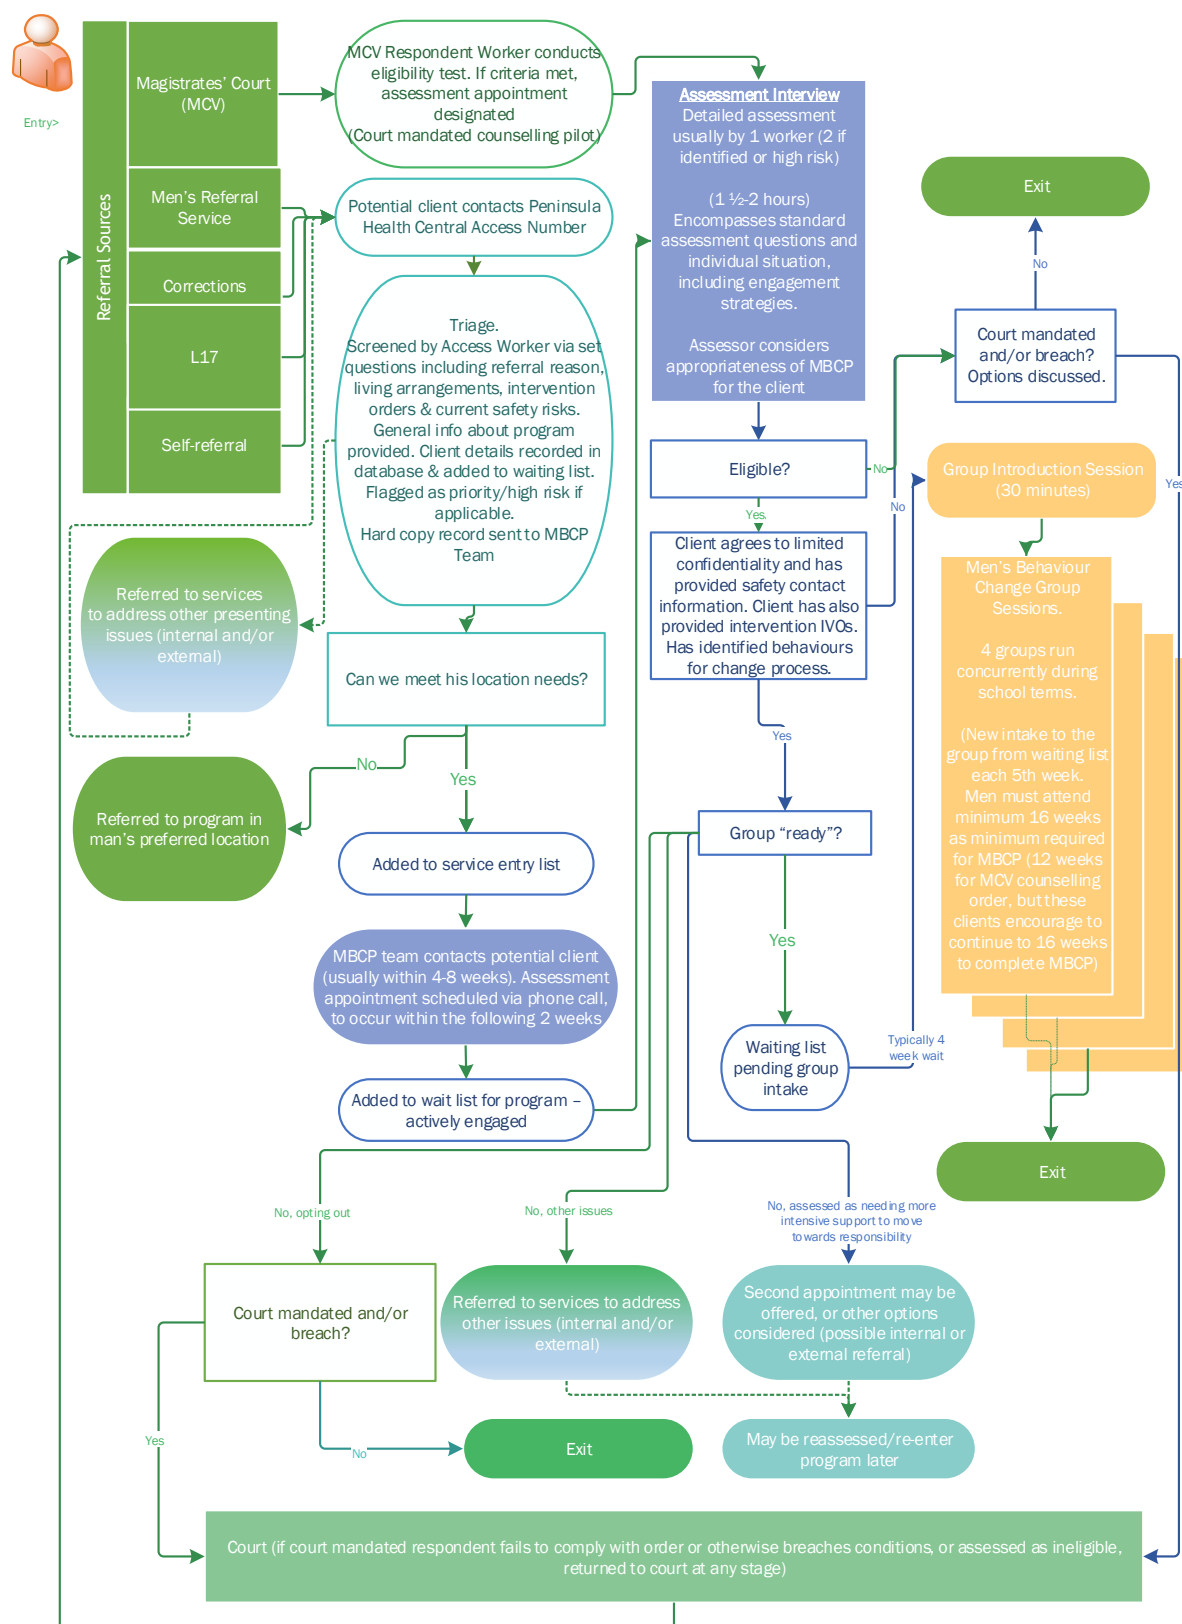 Entry>
Referral Sources
Magistrates' Court
(MCV)
Men's Referral
Service
Corrections
L17
Self-referral
MCV Respondent Worker conducts
eligibility test. If criteria met,
assessment appointment
designated
(Court mandated counselling pilot)
Potential client contacts Peninsula
Health Central Access Number
Triage.
Screened by Access Worker via set
questions including referral reason,
living arrangements, intervention
orders & current safety risks.
General info about program
provided. Client details recorded in
database & added to waiting list.
Flagged as priority/high risk if
applicable.
Hard copy record sent to MBCP
Team
Referred to services
to address other presenting
issues (internal and/or
external)
Can we meet his location needs?
No
Yes
Referred to program in
man's preferred location
Added to service entry list
MBCP team contacts potential client
(usually within 4-8 weeks). Assessment
appointment scheduled via phone call,
to occur within the following 2 weeks
Added to wait list for program –
actively engaged
Assessment Interview
Detailed assessment
usually by 1 worker (2 if
identified or high risk)
(1 ½-2 hours)
Encompasses standard
assessment questions and
individual situation,
including engagement
strategies.
Assessor considers
appropriateness of MBCP
for the client
Eligible?
No
Yes
Client agrees to limited
confidentiality and has
provided safety contact
information. Client has also
provided intervention IVOs.
Has identified behaviours
for change process.
No
Yes
Group "ready"?
Yes
Waiting list
pending group
intake
Typically 4
week wait
Exit
No
Court mandated
and/or breach?
Options discussed.
Yes
Group Introduction Session
(30 minutes)
Men's Behaviour
Change Group
Sessions.
4 groups run
concurrently during
school terms.
(New intake to the
group from waiting list
each 5th week.
Men must attend
minimum 16 weeks
as minimum required
for MBCP (12 weeks
for MCV counselling
order, but these
clients encourage to
continue to 16 weeks
to complete MBCP)
Exit
No, opting out
No, other issues
No, assessed as needing more
intensive support to move
towards responsibility
Court mandated and/or
breach?
Referred to services to address
other issues (internal and/or
external)
Second appointment may be
offered, or other options
considered (possible internal or
external referral)
Yes
No
Exit
May be reassessed/re-enter
program later
Court (if court mandated respondent fails to comply with order or otherwise breaches conditions, or assessed as ineligible,
returned to court at any stage)